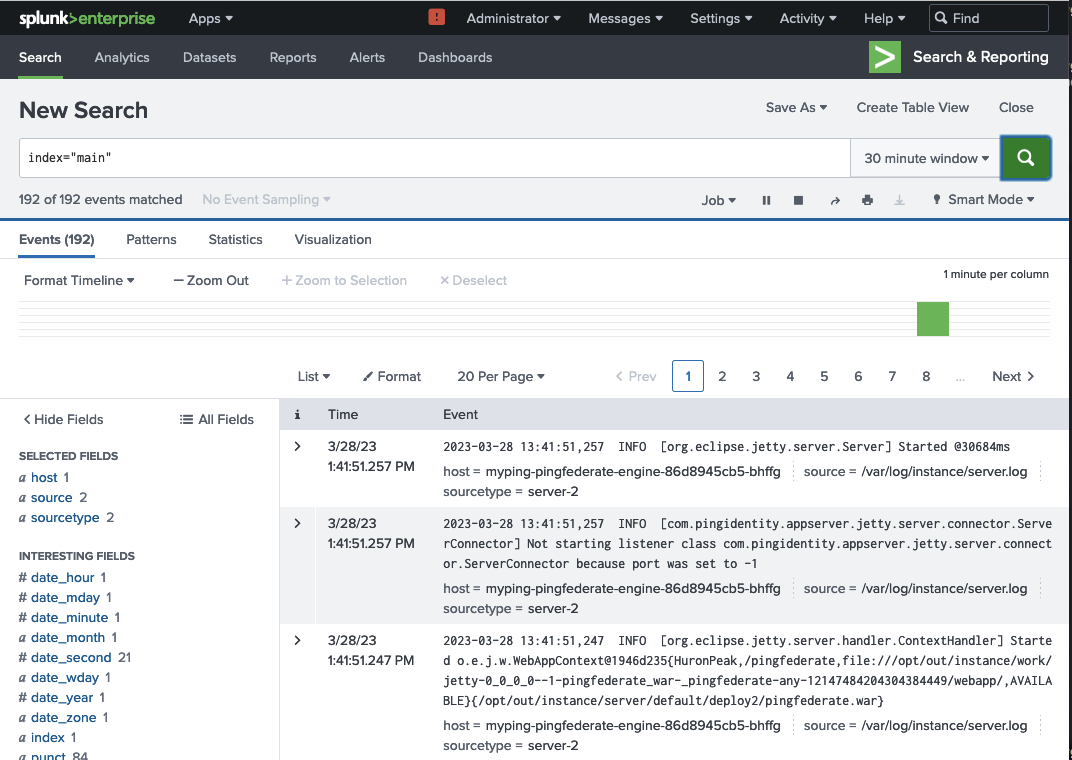 splunk>enterprise Apps ▾ ! Administrator ▾ Messages ▾ Settings ▾ Activity ▾ Help ▾ Find
Search Analytics Datasets Reports Alerts Dashboards > Search & Reporting
New Search Save As ▾ Create Table View Close
index="main" 30 minute window ▾
192 of 192 events matched No Event Sampling ▾ Job ▾ Smart Mode ▾
Events (192) Patterns Statistics Visualization
Format Timeline ▾ — Zoom Out + Zoom to Selection × Deselect 1 minute per column
List ▾ Format 20 Per Page ▾ < Prev 1 2 3 4 5 6 7 8 ... Next >
< Hide Fields All Fields
SELECTED FIELDS
a host 1
a source 2
a sourcetype 2
INTERESTING FIELDS
# date_hour 1
# date_mday 1
# date_minute 1
a date_month 1
# date_second 21
a date_wday 1
# date_year 1
a date_zone 1
a index 1
a punct 84
i Time Event
> 3/28/23
1:41:51.257 PM
2023-03-28 13:41:51,257 INFO [org.eclipse.jetty.server.Server] Started @30684ms
host = myping-pingfederate-engine-86d8945cb5-bhffg source = /var/log/instance/server.log
sourcetype = server-2
> 3/28/23
1:41:51.257 PM
2023-03-28 13:41:51,257 INFO [com.pingidentity.appserver.jetty.server.connector.Serve
rConnector] Not starting listener class com.pingidentity.appserver.jetty.server.connect
or.ServerConnector because port was set to -1
host = myping-pingfederate-engine-86d8945cb5-bhffg source = /var/log/instance/server.log
sourcetype = server-2
> 3/28/23
1:41:51.247 PM
2023-03-28 13:41:51,247 INFO [org.eclipse.jetty.server.handler.ContextHandler] Starte
d o.e.j.w.WebAppContext@1946d235{HuronPeak,/pingfederate,file:///opt/out/instance/work/
jetty-0_0_0_0--1-pingfederate_war-_pingfederate-any-12147484204304384449/webapp/,AVAILA
BLE}{/opt/out/instance/server/default/deploy2/pingfederate.war}
host = myping-pingfederate-engine-86d8945cb5-bhffg source = /var/log/instance/server.log
sourcetype = server-2